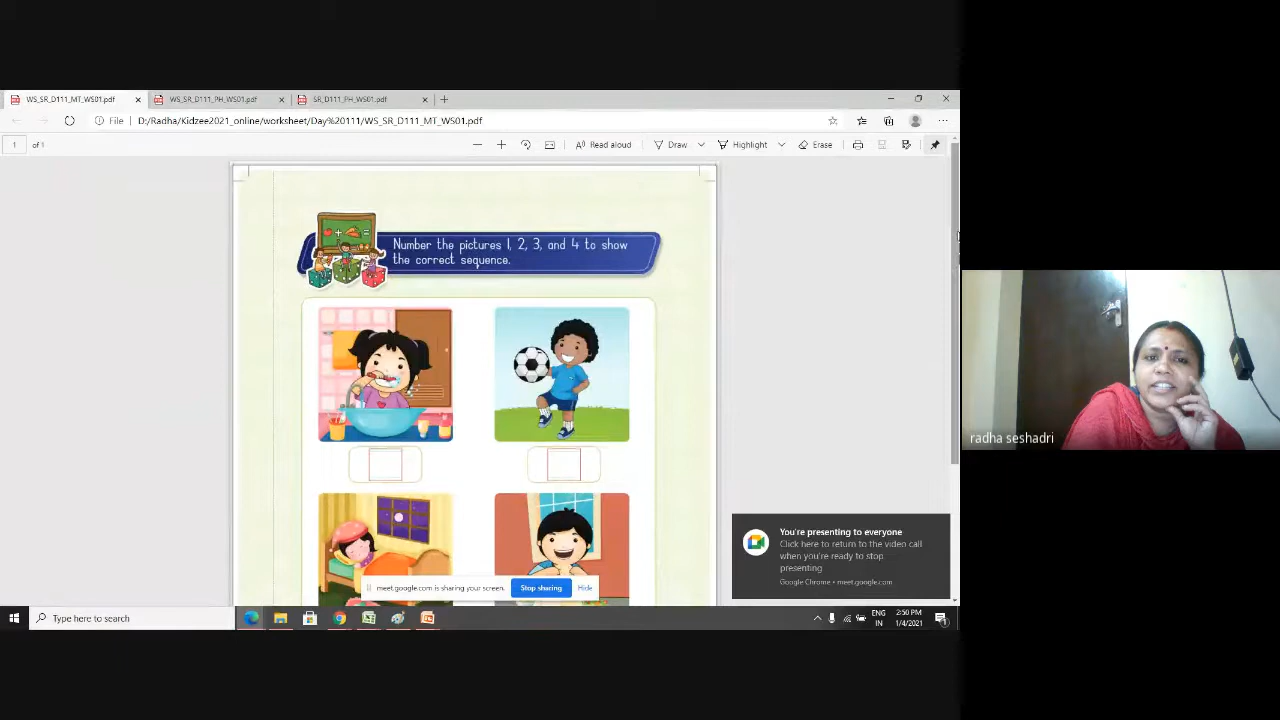 WS_SR_D111_MT_WS01.pdf
WS_SR_D111_PH_WS01.pdf
SR_D111_PH_WS01.pdf
File
D:/Radha/Kidzee2021_online/worksheet/Day%20111/WS_SR_D111_MT_WS01.pdf
1 of 1
Read aloud
Draw
Highlight
Erase
Number the pictures 1, 2, 3, and 4 to show
the correct sequence.
radha seshadri
You're presenting to everyone
Click here to return to the video call
when you're ready to stop
presenting
Google Chrome • meet.google.com
meet.google.com is sharing your screen.
Stop sharing
Hide
Type here to search
ENG
IN
2:50 PM
1/4/2021